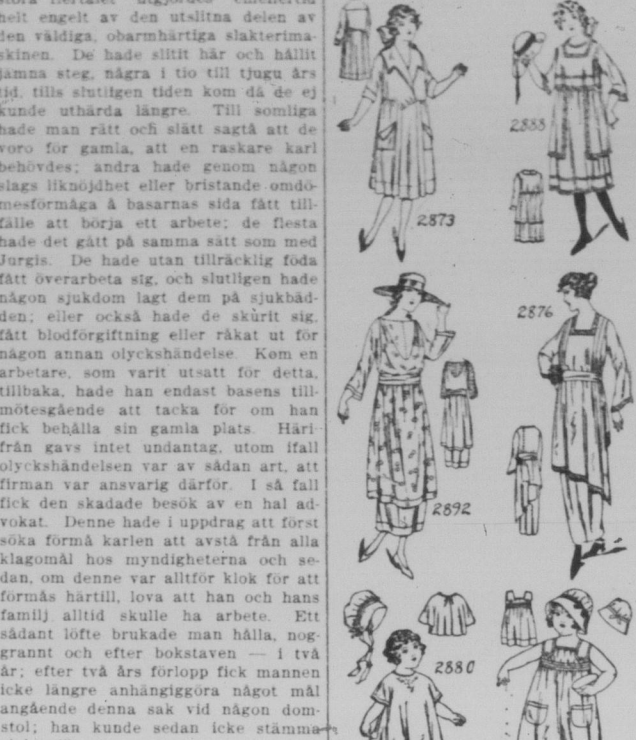 helt engelt av den utslitna delen av
den väldiga, obarmhärtiga slakterima-
skinen. De hade slitit här och hållit
jämna steg, några i tio till tjugu års
tid, tills slutligen tiden kom då de ej
kunde uthärda längre. Till somliga
hade man rätt och slätt sagt att de
voro för gamla, att en raskare karl
behövdes; andra hade genom någon
slags liknöjdhet eller bristande omdö-
mesförmåga å basarnas sida fått till-
fälle att börja ett arbete; de flesta
hade det gått på samma sätt som med
Jurgis. De hade utan tillräcklig föda
fått överarbeta sig, och slutligen hade
någon sjukdom lagt dem på sjukbäd-
den; eller också hade de skurit sig,
fått blodförgiftning eller råkat ut för
någon annan olyckshändelse. Kom en
arbetare, som varit utsatt för detta,
tillbaka, hade han endast basens till-
mötesgående att tacka för om han
fick behålla sin gamla plats. Häri-
från gavs intet undantag, utom ifall
olyckshändelsen var av sådan art, att
firman var ansvarig därför. I så fall
fick den skadade besök av en hal ad-
vokat. Denne hade i uppdrag att först
söka förmå karlen att avstå från alla
klagomål hos myndigheterna och se-
dan, om denne var alltför klok för att
förmås härtill, lova att han och hans
familj alltid skulle ha arbete. Ett
sådant löfte brukade man hålla, nog-
grannt och efter bokstaven — i två
år; efter två års förlopp fick mannen
icke längre anhängiggöra något mål
angående denna sak vid någon dom-
stol; han kunde sedan icke stämma
2873
2888
2892
2876
2880